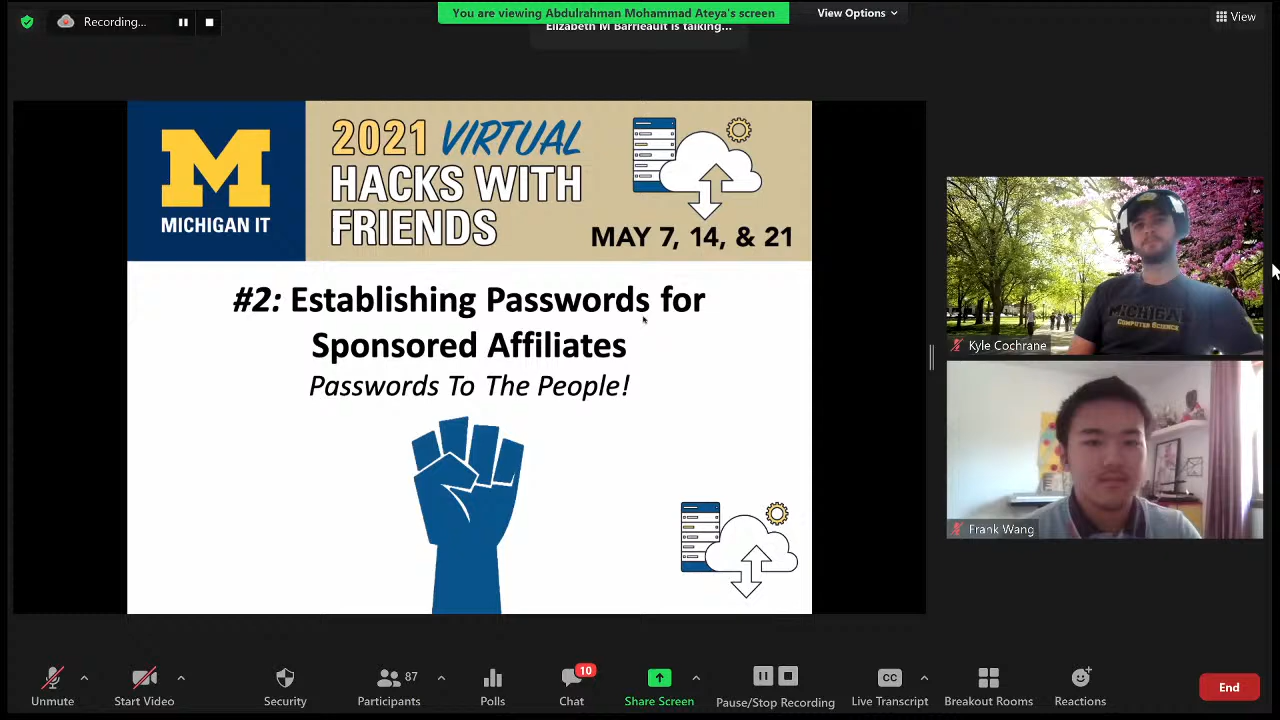 Recording...
You are viewing Abdulrahman Mohammad Ateya's screen
View Options
View
Elizabeth M Barrieault is talking...
M
MICHIGAN IT
2021 VIRTUAL
HACKS WITH
FRIENDS
MAY 7, 14, & 21
#2: Establishing Passwords for
Sponsored Affiliates
Passwords To The People!
MICHIGAN
COMPUTER SCIENCE
Kyle Cochrane
Frank Wang
Unmute
Start Video
Security
87
Participants
Polls
10
Chat
Share Screen
Pause/Stop Recording
CC
Live Transcript
Breakout Rooms
Reactions
End